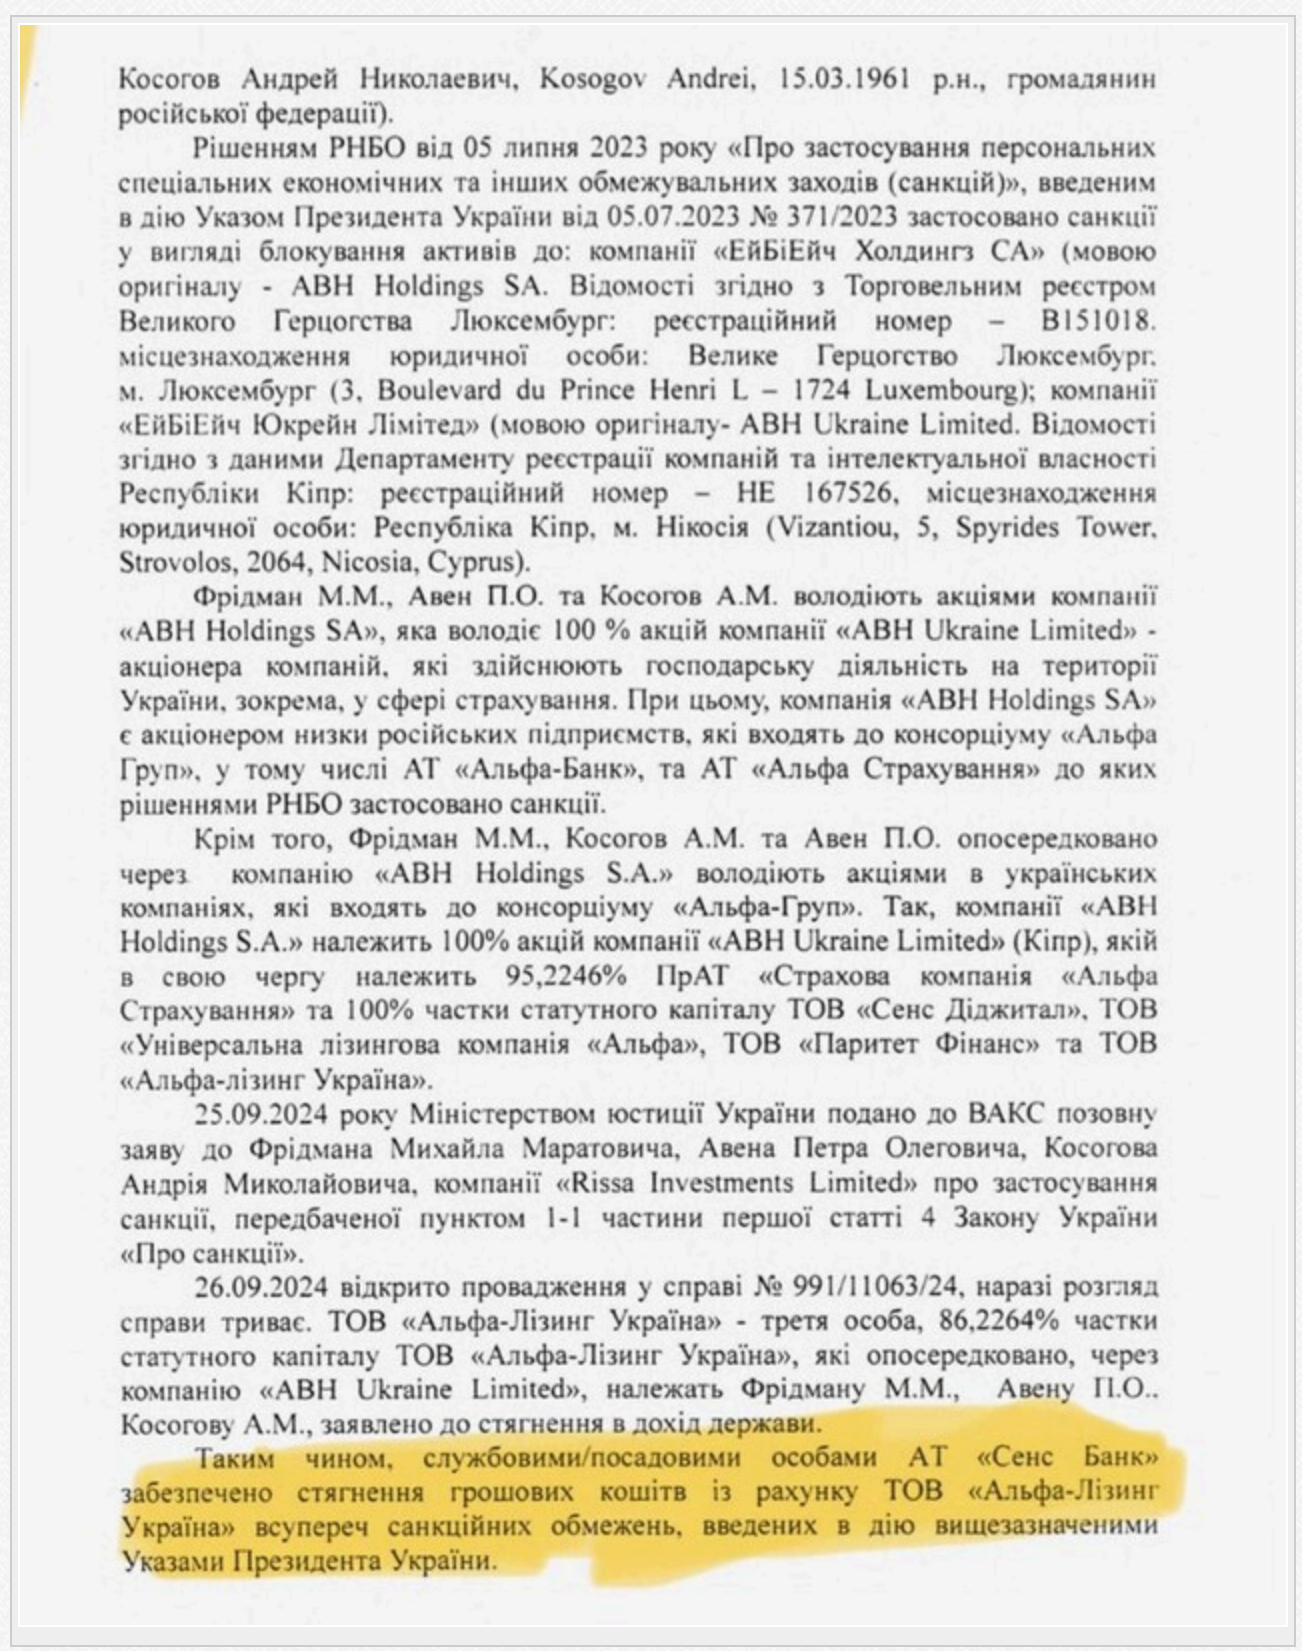 Косогов Андрей Николаевич, Kosogov Andrei, 15.03.1961 р.н., громадянин
російської федерації).
Рішенням РНБО від 05 липня 2023 року «Про застосування персональних
спеціальних економічних та інших обмежувальних заходів (санкцій)», введеним
в дію Указом Президента України від 05.07.2023 № 371/2023 застосовано санкції
у вигляді блокування активів до: компанії «ЕйБіЕйч Холдингз СА» (мовою
оригіналу - ABH Holdings SA. Відомості згідно з Торговельним реєстром
Великого Герцогства Люксембург: реєстраційний номер – B151018.
місцезнаходження юридичної особи: Велике Герцогство Люксембург.
м. Люксембург (3, Boulevard du Prince Henri L – 1724 Luxembourg); компанії
«ЕйБіЕйч Юкрейн Лімітед» (мовою оригіналу- ABH Ukraine Limited. Відомості
згідно з даними Департаменту реєстрації компаній та інтелектуальної власності
Республіки Кіпр: реєстраційний номер – HE 167526, місцезнаходження
юридичної особи: Республіка Кіпр, м. Нікосія (Vizantiou, 5, Spyrides Tower,
Strovolos, 2064, Nicosia, Cyprus).
Фрідман М.М., Авен П.О. та Косогов А.М. володіють акціями компанії
«ABH Holdings SA», яка володіє 100 % акцій компанії «ABH Ukraine Limited» -
акціонера компаній, які здійснюють господарську діяльність на території
України, зокрема, у сфері страхування. При цьому, компанія «ABH Holdings SA»
є акціонером низки російських підприємств, які входять до консорціуму «Альфа
Груп», у тому числі АТ «Альфа-Банк», та АТ «Альфа Страхування» до яких
рішеннями РНБО застосовано санкції.
Крім того, Фрідман М.М., Косогов А.М. та Авен П.О. опосередковано
через компанію «ABH Holdings S.A.» володіють акціями в українських
компаніях, які входять до консорціуму «Альфа-Груп». Так, компанії «ABH
Holdings S.A.» належить 100% акцій компанії «ABH Ukraine Limited» (Кіпр), якій
в свою чергу належить 95,2246% ПрАТ «Страхова компанія «Альфа
Страхування» та 100% частки статутного капіталу ТОВ «Сенс Діджитал», ТОВ
«Універсальна лізингова компанія «Альфа», ТОВ «Паритет Фінанс» та ТОВ
«Альфа-лізинг Україна».
25.09.2024 року Міністерством юстиції України подано до ВАКС позовну
заяву до Фрідмана Михайла Маратовича, Авена Петра Олеговича, Косогова
Андрія Миколайовича, компанії «Rissa Investments Limited» про застосування
санкції, передбаченої пунктом 1-1 частини першої статті 4 Закону України
«Про санкції».
26.09.2024 відкрито провадження у справі № 991/11063/24, наразі розгляд
справи триває. ТОВ «Альфа-Лізинг Україна» - третя особа, 86,2264% частки
статутного капіталу ТОВ «Альфа-Лізинг Україна», які опосередковано, через
компанію «ABH Ukraine Limited», належать Фрідману М.М., Авену П.О..
Косогову А.М., заявлено до стягнення в дохід держави.
Таким чином, службовими/посадовими особами АТ «Сенс Банк»
забезпечено стягнення грошових коштів із рахунку ТОВ «Альфа-Лізинг
Україна» всупереч санкційних обмежень, введених в дію вищезазначеними
Указами Президента України.